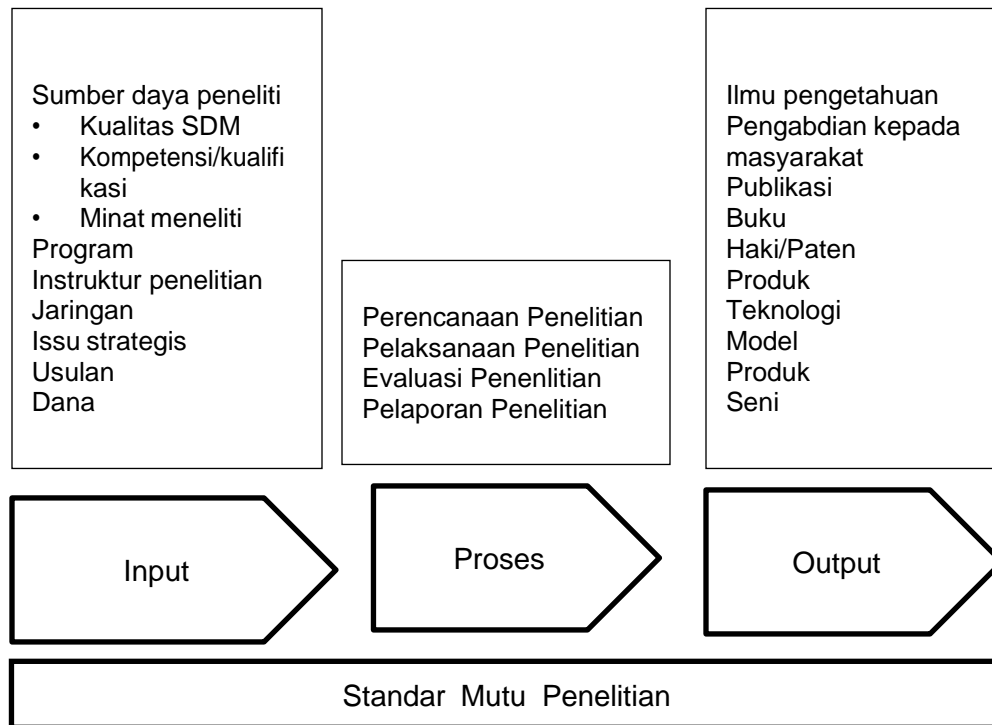 Sumber daya peneliti
• Kualitas SDM
• Kompetensi/kualifi
kasi
• Minat meneliti
Program
Instruktur penelitian
Jaringan
Issu strategis
Usulan
Dana
Perencanaan Penelitian
Pelaksanaan Penelitian
Evaluasi Penenlitian
Pelaporan Penelitian
Ilmu pengetahuan
Pengabdian kepada
masyarakat
Publikasi
Buku
Haki/Paten
Produk
Teknologi
Model
Produk
Seni
Input
Proses
Output
Standar Mutu Penelitian